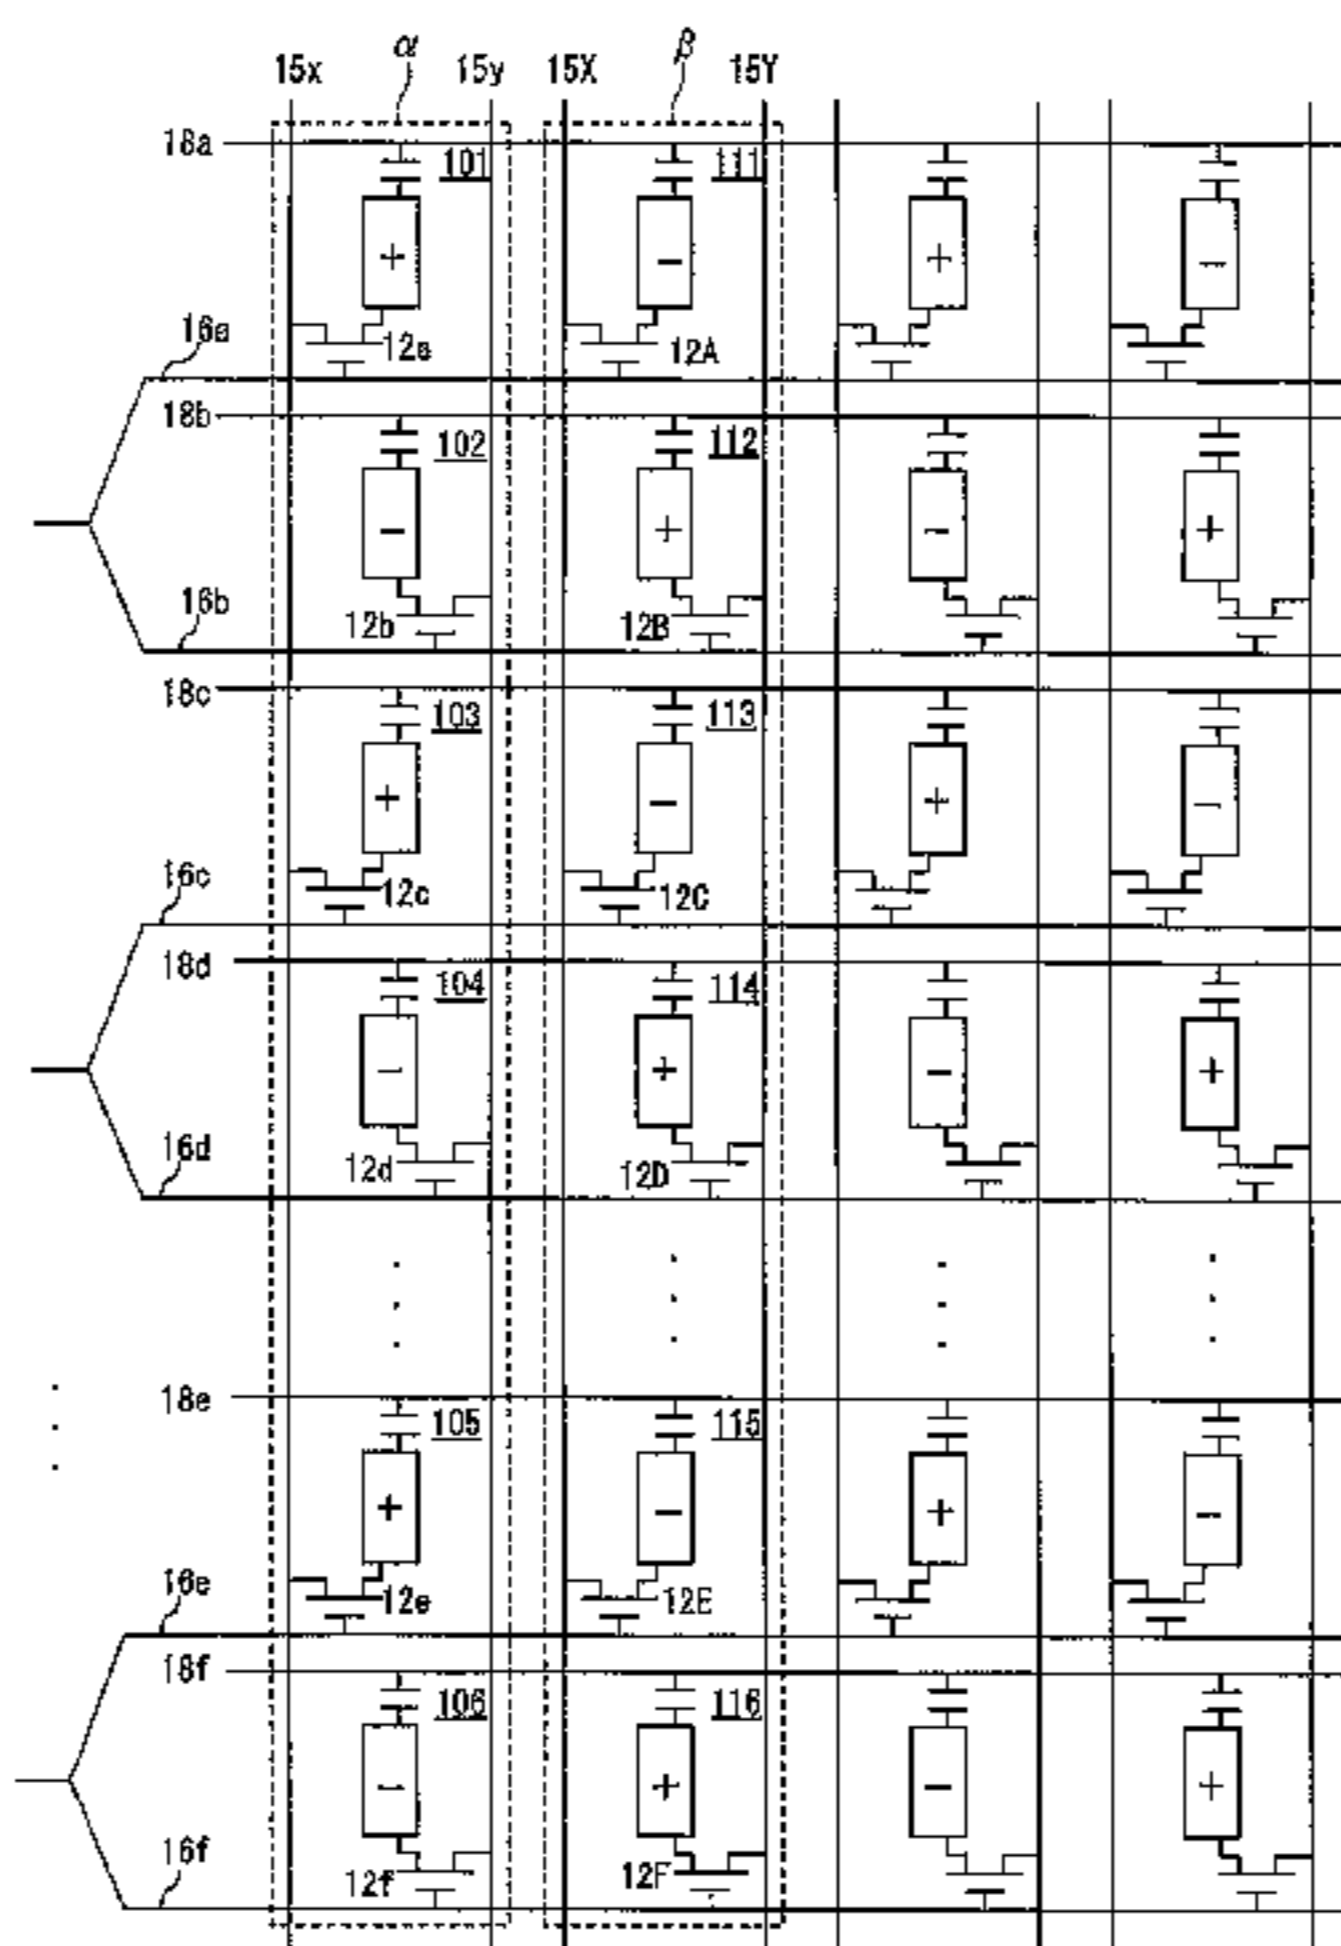 α β
15x 15y 15X 15Y
18a 101 111
+ − + −
16a 12a 12A
18b 102 112
− + − +
16b 12b 12B
18c 103 113
+ − + −
16c 12c 12C
18d 104 114
− + − +
16d 12d 12D
18e 105 115
+ − + −
16e 12e 12E
18f 106 116
− + − +
16f 12f 12F